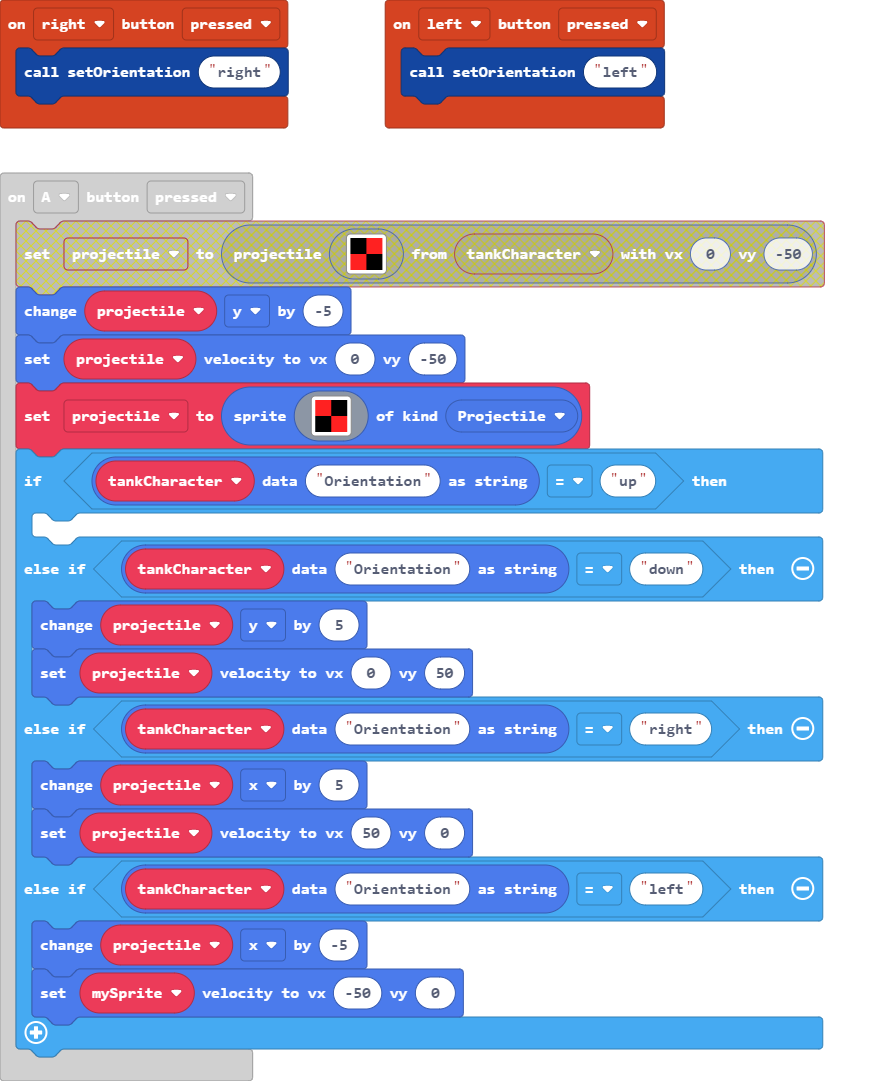 on right button pressed
call setOrientation "right"
on left button pressed
call setOrientation "left"
on A button pressed
set projectile to projectile from tankCharacter with vx 0 vy -50
change projectile y by -5
set projectile velocity to vx 0 vy -50
set projectile to sprite of kind Projectile
if tankCharacter data "Orientation" as string = "up" then
else if tankCharacter data "Orientation" as string = "down" then
change projectile y by 5
set projectile velocity to vx 0 vy 50
else if tankCharacter data "Orientation" as string = "right" then
change projectile x by 5
set projectile velocity to vx 50 vy 0
else if tankCharacter data "Orientation" as string = "left" then
change projectile x by -5
set mySprite velocity to vx -50 vy 0